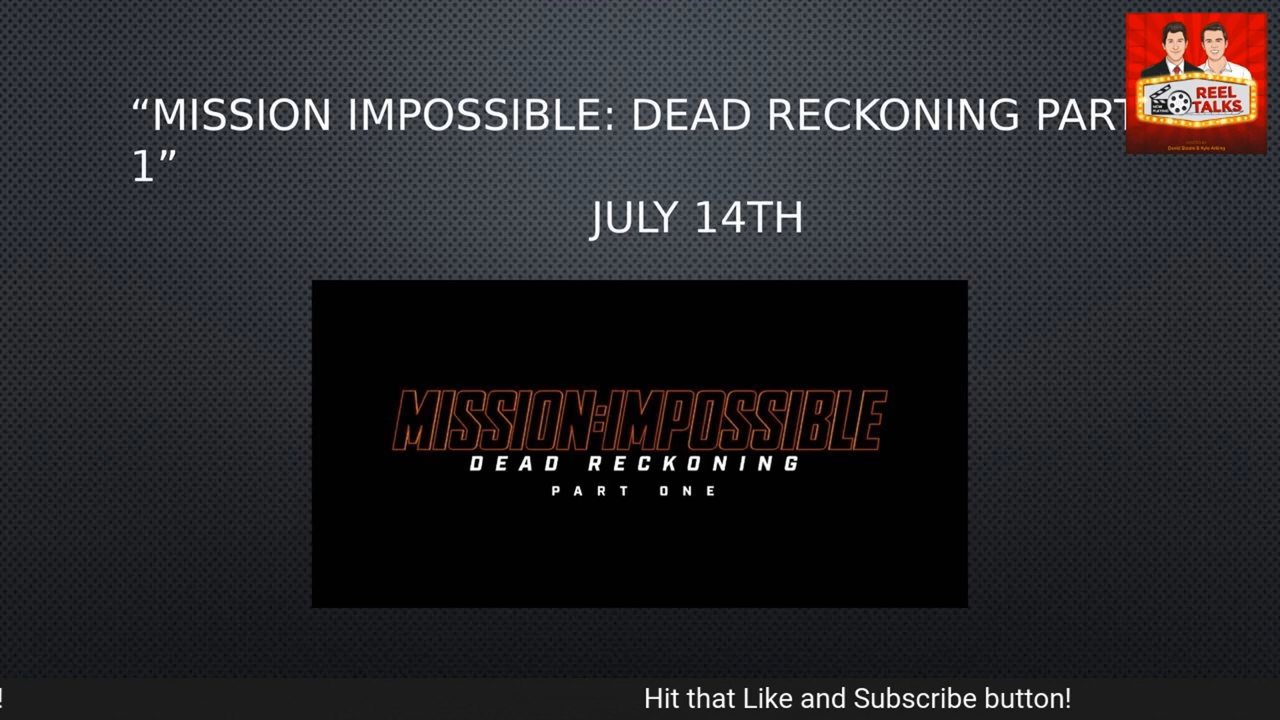 “MISSION IMPOSSIBLE: DEAD RECKONING PART
1”
JULY 14TH
REEL
TALKS
MISSION:IMPOSSIBLE
DEAD RECKONING
PART ONE
! Hit that Like and Subscribe button!